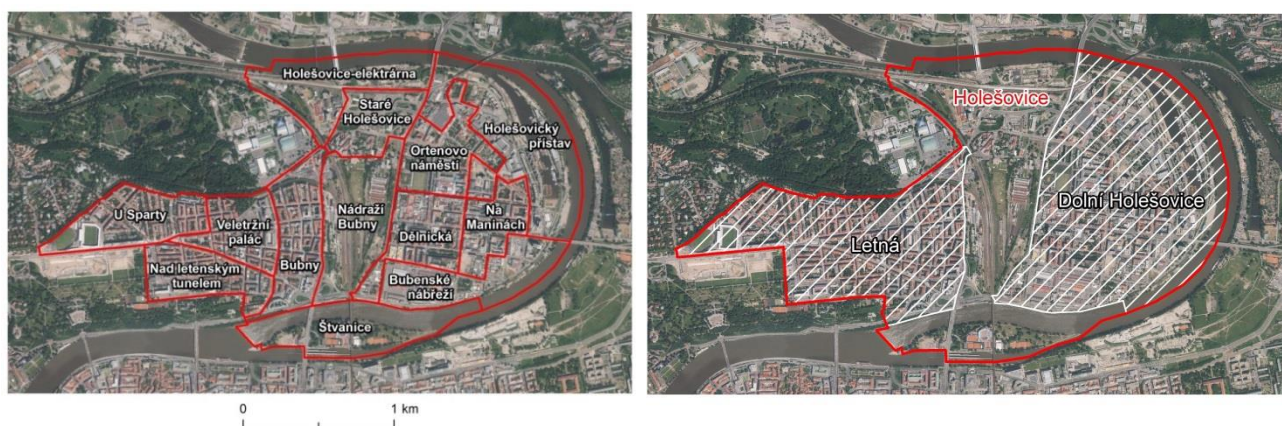 Holešovice-elektrárna
Staré
Holešovice
Holešovický
přístav
Ortenovo
náměstí
U Sparty
Veletržní
palác
Nádraží
Bubny
Na
Maninách
Dělnická
Nad letenským
tunelem
Bubny
Bubenské
nábřeží
Štvanice
0
1 km
Holešovice
Dolní Holešovice
Letná